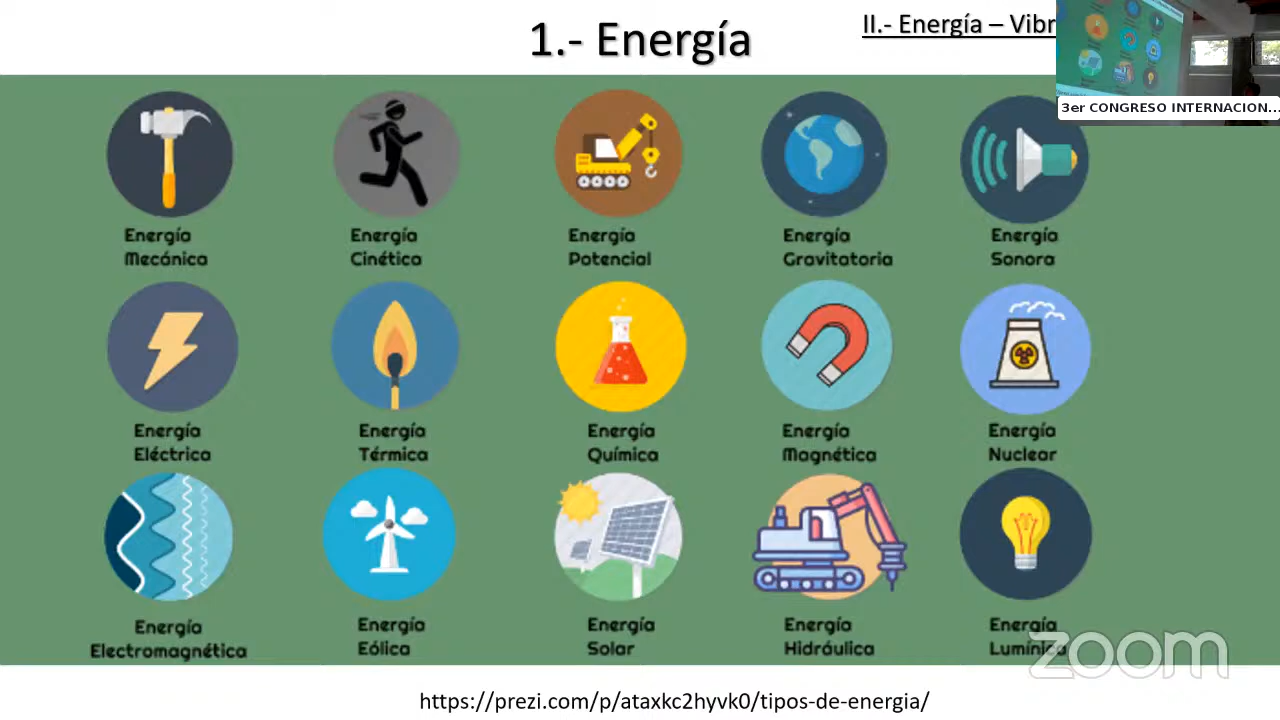 1.- Energía
II.- Energía – Vibr
3er CONGRESO INTERNACION...
Energía Mecánica
Energía Cinética
Energía Potencial
Energía Gravitatoria
Energía Sonora
Energía Eléctrica
Energía Térmica
Energía Química
Energía Magnética
Energía Nuclear
Energía Electromagnética
Energía Eólica
Energía Solar
Energía Hidráulica
Energía Lumínica
zoom
https://prezi.com/p/ataxkc2hyvk0/tipos-de-energia/